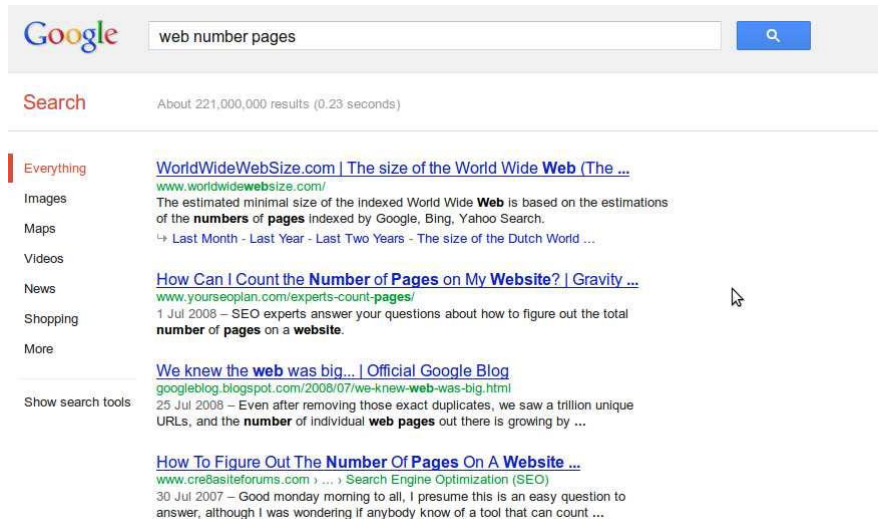 Google
web number pages
Search
About 221,000,000 results (0.23 seconds)
Everything
Images
Maps
Videos
News
Shopping
More
Show search tools
WorldWideWebSize.com | The size of the World Wide Web (The ...
www.worldwidewebsize.com/
The estimated minimal size of the indexed World Wide Web is based on the estimations
of the numbers of pages indexed by Google, Bing, Yahoo Search.
↳ Last Month - Last Year - Last Two Years - The size of the Dutch World ...
How Can I Count the Number of Pages on My Website? | Gravity ...
www.yourseoplan.com/experts-count-pages/
1 Jul 2008 – SEO experts answer your questions about how to figure out the total
number of pages on a website.
We knew the web was big... | Official Google Blog
googleblog.blogspot.com/2008/07/we-knew-web-was-big.html
25 Jul 2008 – Even after removing those exact duplicates, we saw a trillion unique
URLs, and the number of individual web pages out there is growing by ...
How To Figure Out The Number Of Pages On A Website ...
www.cre8asiteforums.com › ... › Search Engine Optimization (SEO)
30 Jul 2007 – Good monday morning to all, I presume this is an easy question to
answer, although I was wondering if anybody know of a tool that can count ...